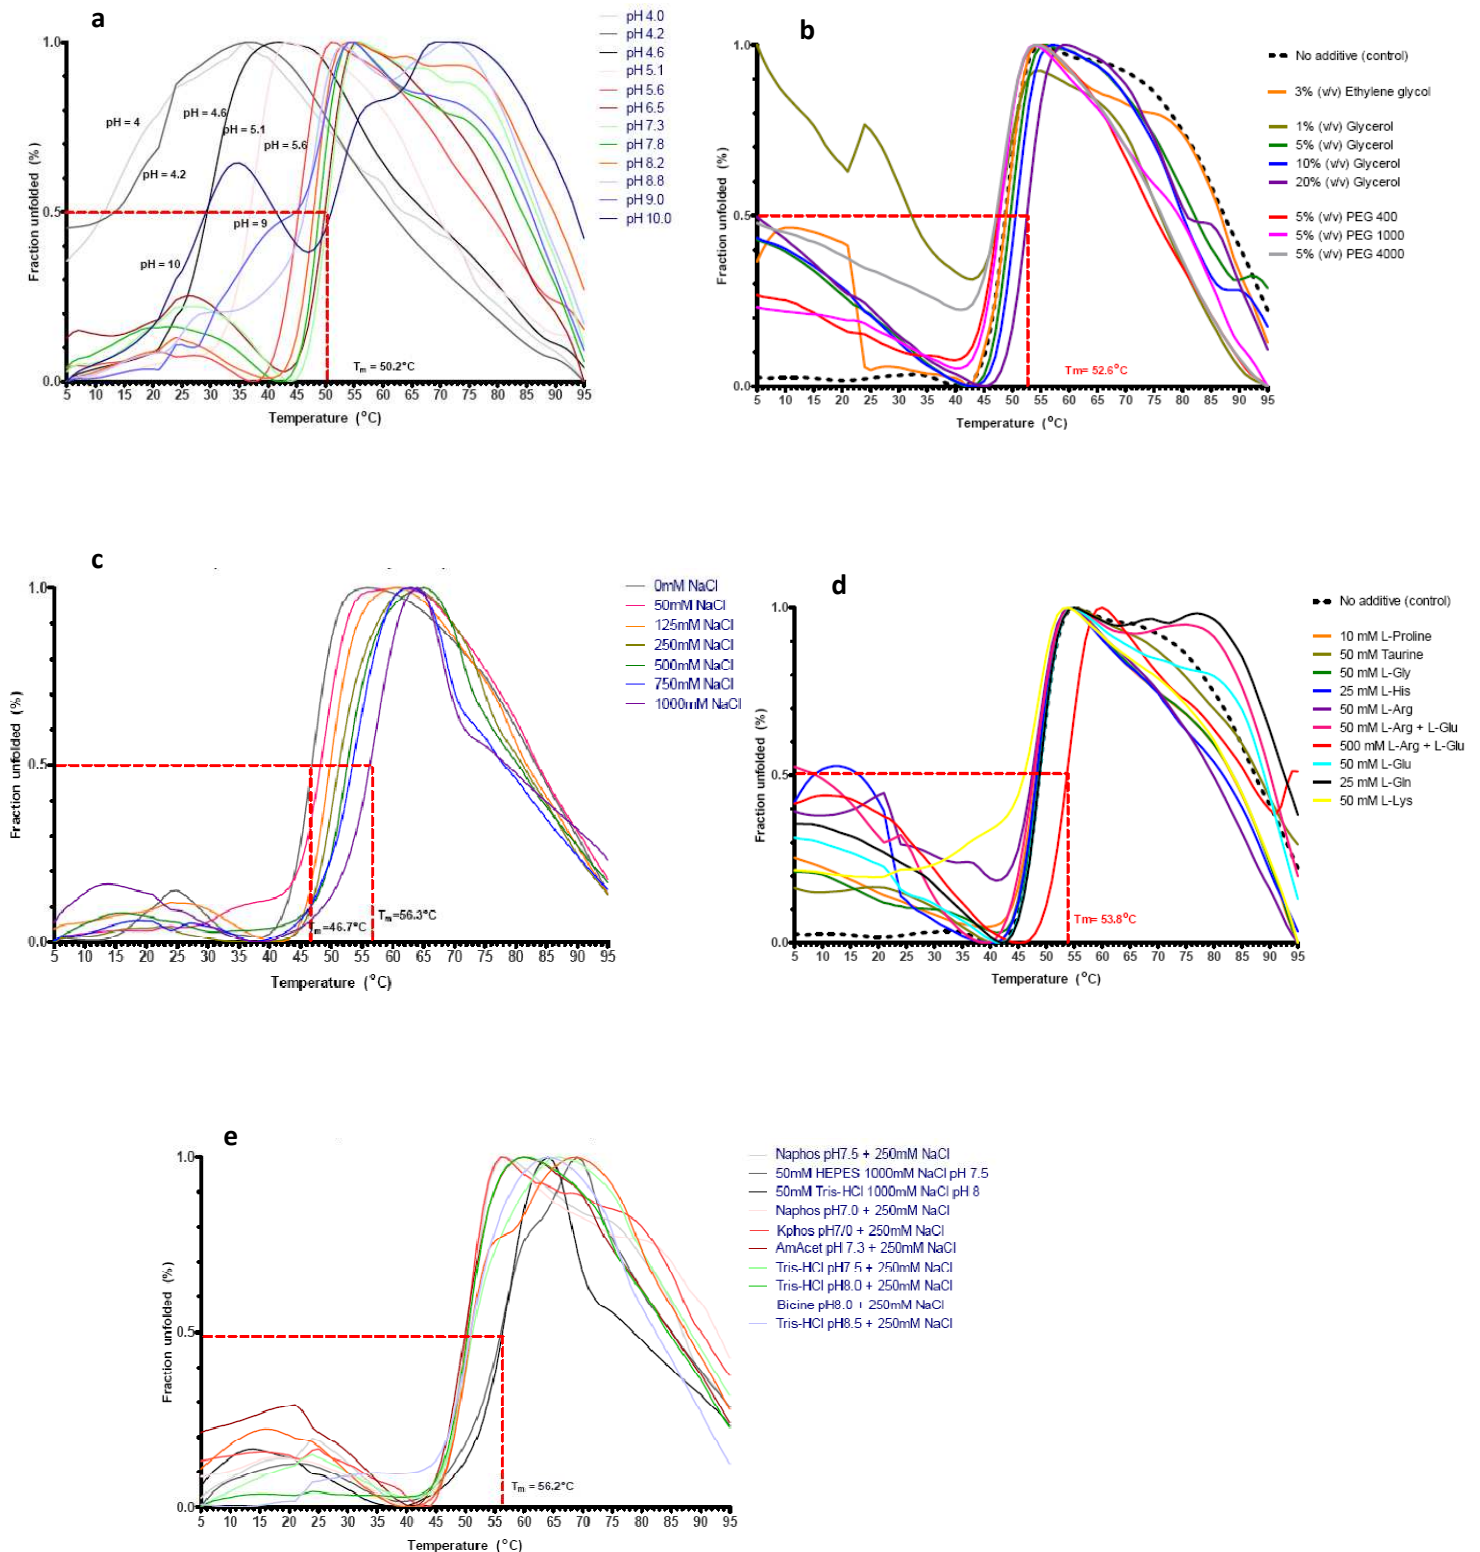 a
1.0
0.5
0.0
Fraction unfolded (%)
pH = 4
pH = 4.6
pH = 5.1
pH = 5.6
pH = 4.2
pH = 9
pH = 10
Tm = 50.2°C
5 10 15 20 25 30 35 40 45 50 55 60 65 70 75 80 85 90 95
Temperature (°C)
pH 4.0
pH 4.2
pH 4.6
pH 5.1
pH 5.6
pH 6.5
pH 7.3
pH 7.8
pH 8.2
pH 8.8
pH 9.0
pH 10.0
b
1.0
0.5
0.0
Fraction unfolded (%)
Tm= 52.6°C
5 10 15 20 25 30 35 40 45 50 55 60 65 70 75 80 85 90 95
Temperature (°C)
No additive (control)
3% (v/v) Ethylene glycol
1% (v/v) Glycerol
5% (v/v) Glycerol
10% (v/v) Glycerol
20% (v/v) Glycerol
5% (v/v) PEG 400
5% (v/v) PEG 1000
5% (v/v) PEG 4000
c
1.0
0.5
0.0
Fraction unfolded (%)
Tm=56.3°C
m=46.7°C
5 10 15 20 25 30 35 40 45 50 55 60 65 70 75 80 85 90 95
Temperature (°C)
0mM NaCl
50mM NaCl
125mM NaCl
250mM NaCl
500mM NaCl
750mM NaCl
1000mM NaCl
d
1.0
0.5
0.0
Fraction unfolded (%)
Tm= 53.8°C
5 10 15 20 25 30 35 40 45 50 55 60 65 70 75 80 85 90 95
Temperature (°C)
No additive (control)
10 mM L-Proline
50 mM Taurine
50 mM L-Gly
25 mM L-His
50 mM L-Arg
50 mM L-Arg + L-Glu
500 mM L-Arg + L-Glu
50 mM L-Glu
25 mM L-Gln
50 mM L-Lys
e
1.0
0.5
0.0
Fraction unfolded (%)
Tm = 56.2°C
5 10 15 20 25 30 35 40 45 50 55 60 65 70 75 80 85 90 95
Temperature (°C)
Naphos pH7.5 + 250mM NaCl
50mM HEPES 1000mM NaCl pH 7.5
50mM Tris-HCl 1000mM NaCl pH 8
Naphos pH7.0 + 250mM NaCl
Kphos pH7/0 + 250mM NaCl
AmAcet pH 7.3 + 250mM NaCl
Tris-HCl pH7.5 + 250mM NaCl
Tris-HCl pH8.0 + 250mM NaCl
Bicine pH8.0 + 250mM NaCl
Tris-HCl pH8.5 + 250mM NaCl